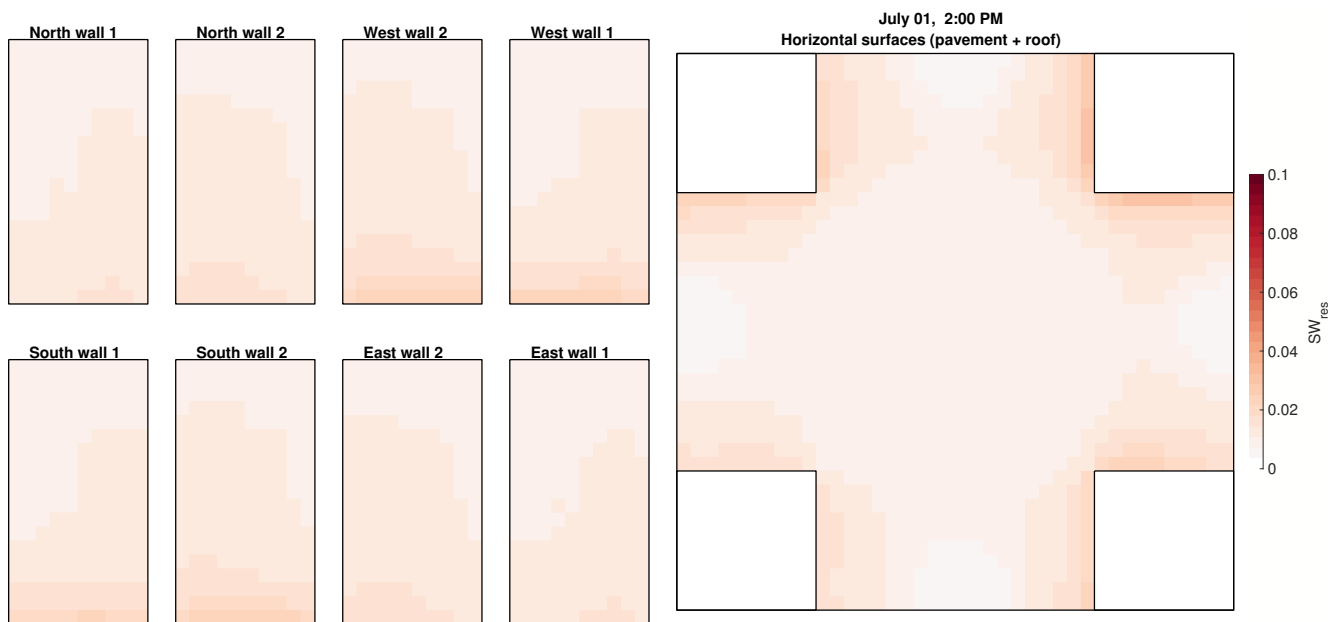 July 01, 2:00 PM
Horizontal surfaces (pavement + roof)
North wall 1
North wall 2
West wall 2
West wall 1
South wall 1
South wall 2
East wall 2
East wall 1
0.1
0.08
0.06
0.04
0.02
0
SWres